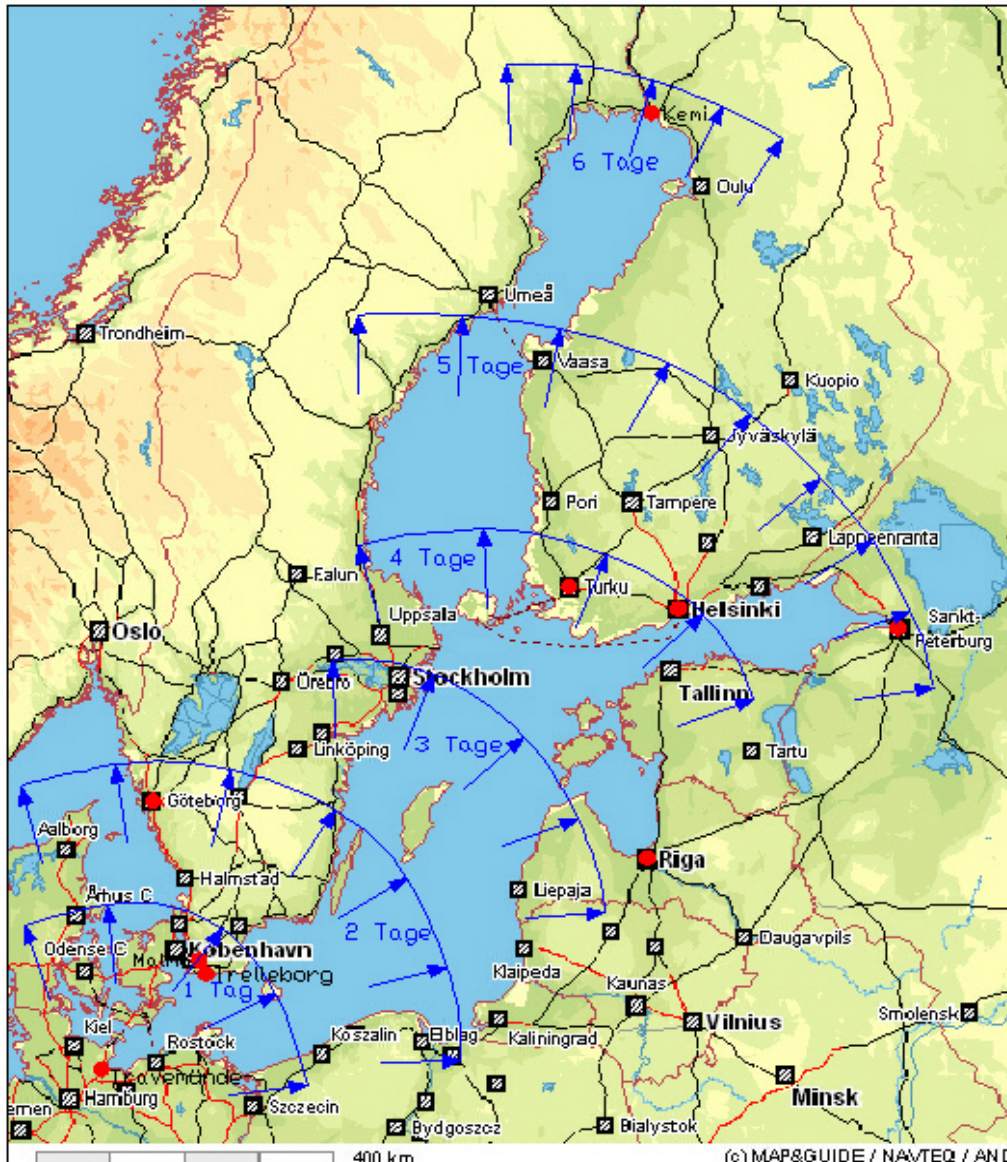 Kemi
6 Tage
Oulu
Umeå
Trondheim
5 Tage
Vaasa
Kuopio
Jyväskylä
Pori
Tampere
Lappeenranta
4 Tage
Falun
Turku
Helsinki
Uppsala
Oslo
Sankt-
Peterburg
Örebro
Stockholm
Tallinn
3 Tage
Linköping
Tartu
Göteborg
Aalborg
Riga
Halmstad
Liepaja
Århus C
2 Tage
Daugavpils
Odense C
København
Malm
Trelleborg
Klaipeda
1 Tag
Kaunas
Smolensk
Kiel
Rostock
Koszalin
Elblag
Kaliningrad
Vilnius
Travemünde
Hamburg
Szczecin
Minsk
emen
Bydgoszcz
Bialystok
400 km
(c) MAP&GUIDE / NAVTEQ / AN